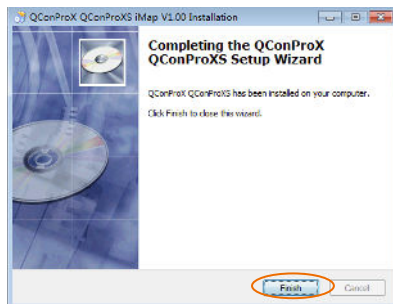 QConProX QConProXS iMap V1.00 Installation
Completing the QConProX
QConProXS Setup Wizard
QConProX QConProXS has been installed on your computer.
Click Finish to close this wizard.
Finish
Cancel